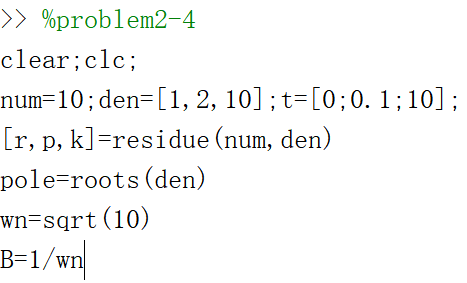 >> %problem2-4
clear;clc;
num=10;den=[1,2,10];t=[0;0.1;10];
[r,p,k]=residue(num,den)
pole=roots(den)
wn=sqrt(10)
B=1/wn